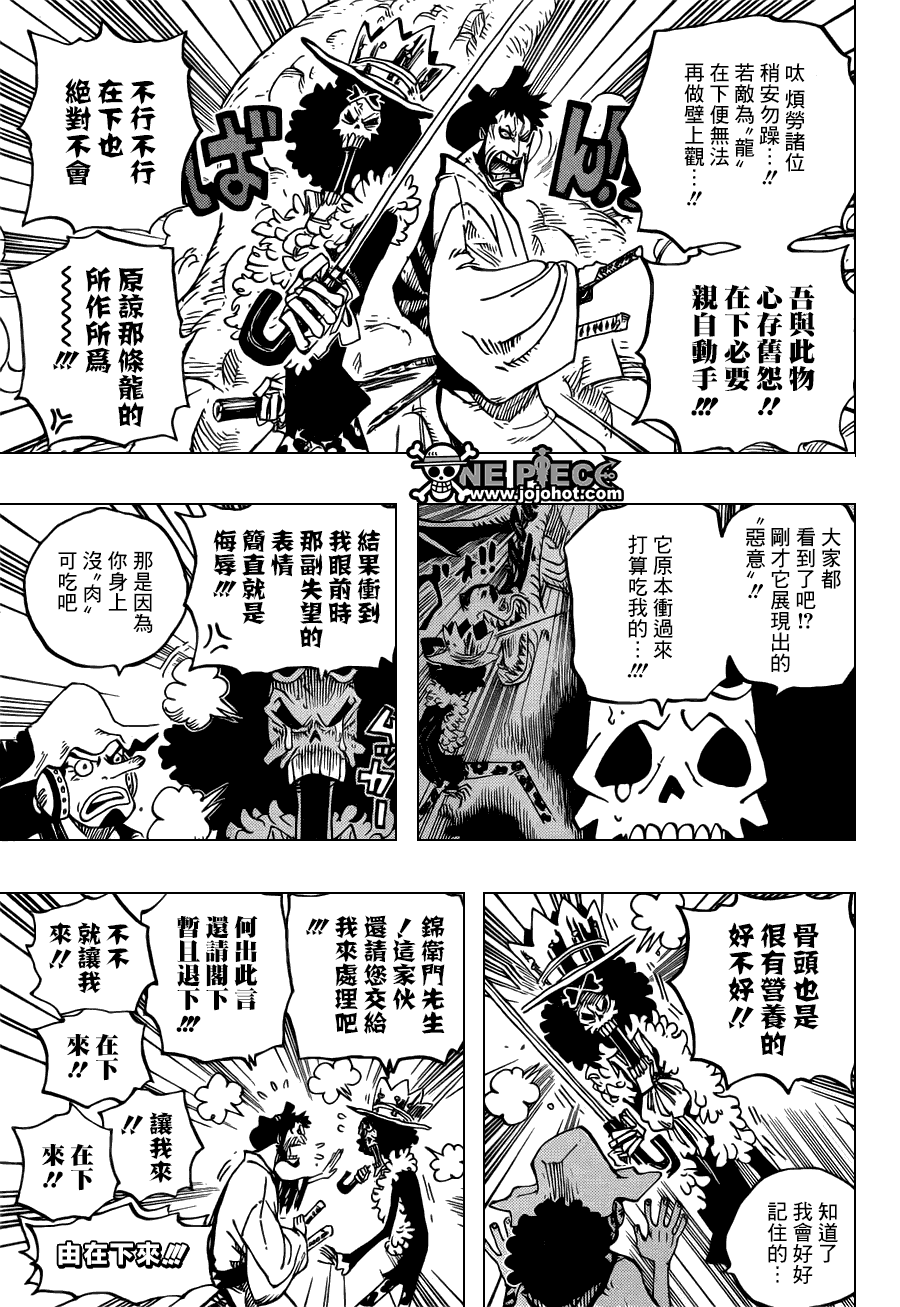 呔 煩勞諸位
稍安勿躁…!!
若敵為〝龍〞
在下便無法
再做壁上觀…!!
吾與此物
心存舊怨!!
在下必要
親自動手!!!
ばん!!
不行不行
在下也
絕對不會
原諒那條龍的
所作所爲
~~~~!!!
ONE PIECE
www.jojohot.com
大家都
看到了吧!?
剛才它展現出的
〝惡意〞!!
它原本衝過來
打算吃我的…!!!
結果衝到
我眼前時
那副失望的
表情
簡直就是
侮辱!!!
ムッカー
那是因為
你身上
沒〝肉〞
可吃吧
骨頭也是
很有營養的
好不好!!
知道了
我會好好
記住的…
錦衛門先生
！這家伙
還請您交給
我來處理吧
!!!
何出此言
還請閣下
暫且退下!!!
不不
就讓我
來!!
在下
來!!
讓我來
!!
在下
來!!
由在下來!!!